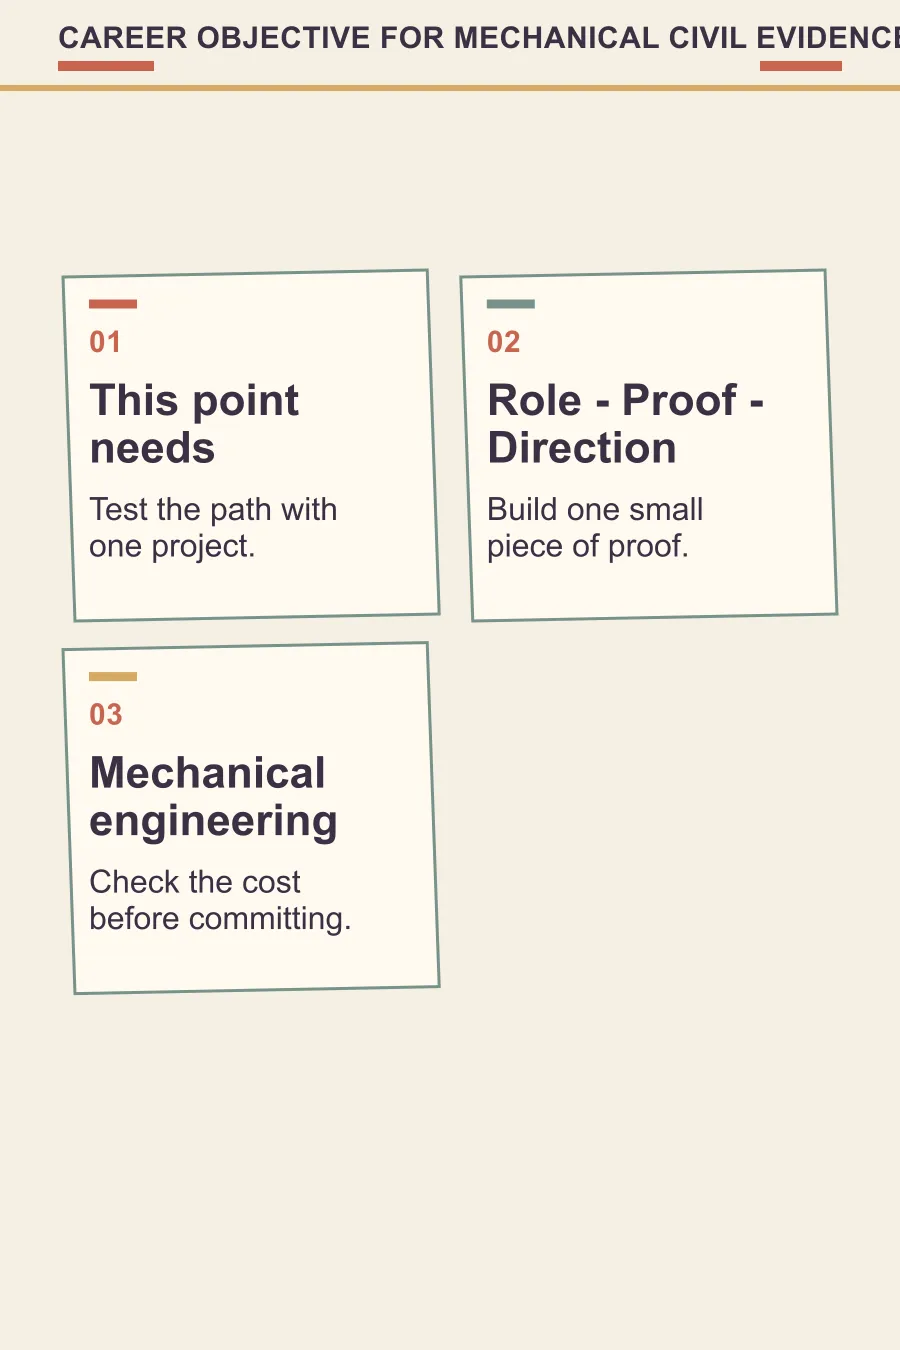 CAREER OBJECTIVE FOR MECHANICAL CIVIL EVIDENCE
01
This point
needs
Test the path with
one project.
02
Role - Proof -
Direction
Build one small
piece of proof.
03
Mechanical
engineering
Check the cost
before committing.